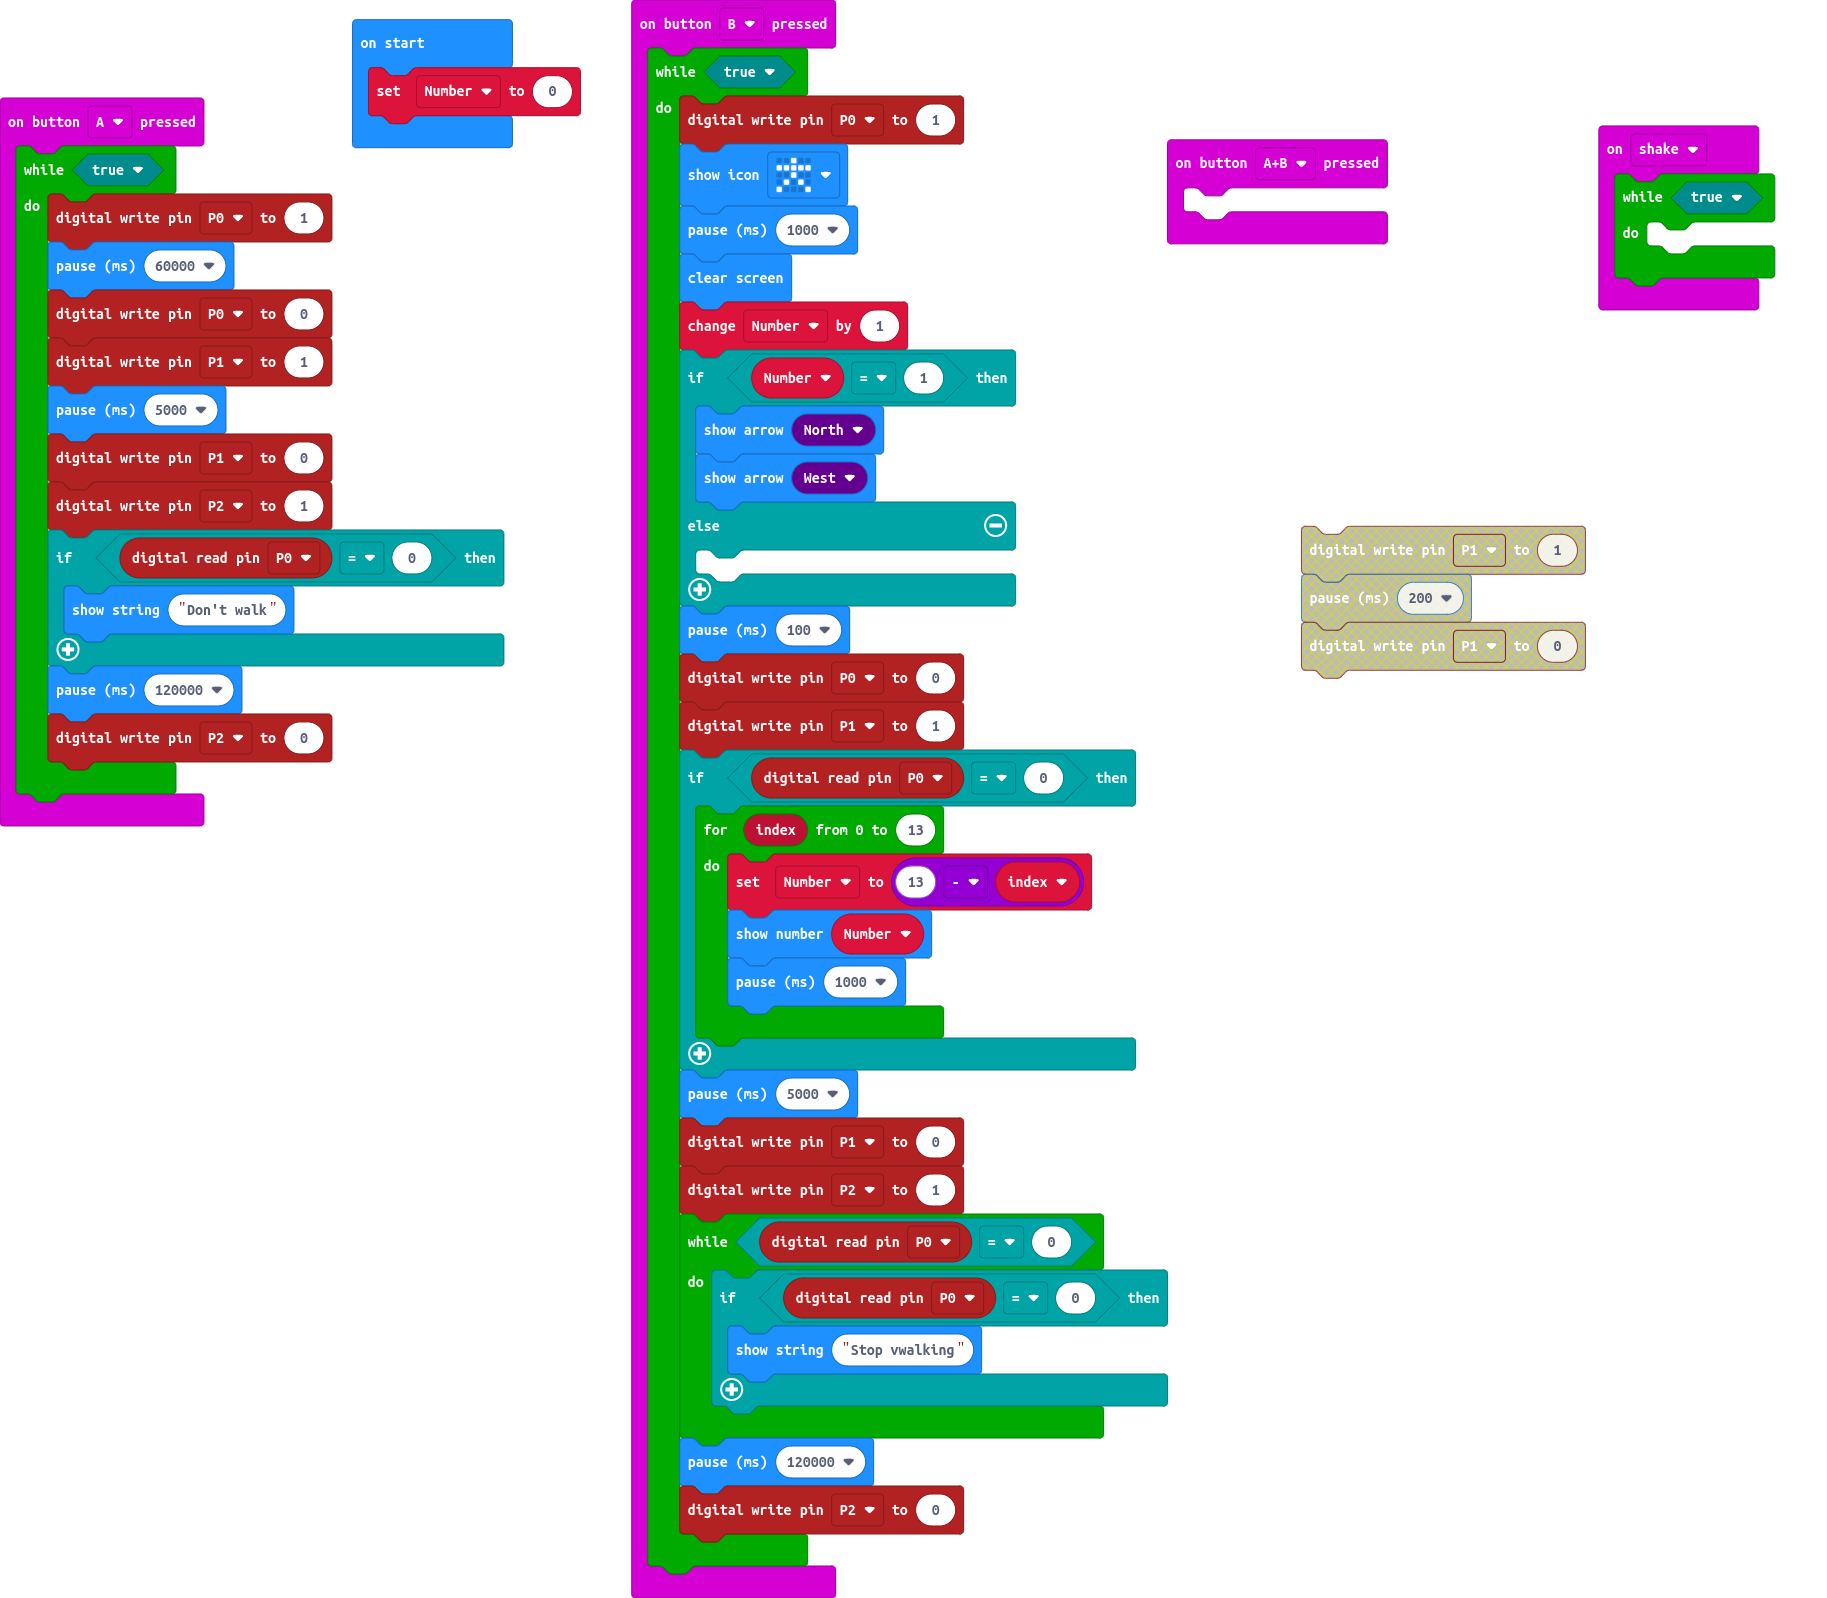 on start
set Number to 0
on button A pressed
while true
do
digital write pin P0 to 1
pause (ms) 60000
digital write pin P0 to 0
digital write pin P1 to 1
pause (ms) 5000
digital write pin P1 to 0
digital write pin P2 to 1
if digital read pin P0 = 0 then
show string "Don't walk"
pause (ms) 120000
digital write pin P2 to 0
on button B pressed
while true
do
digital write pin P0 to 1
show icon
pause (ms) 1000
clear screen
change Number by 1
if Number = 1 then
show arrow North
show arrow West
else
pause (ms) 100
digital write pin P0 to 0
digital write pin P1 to 1
if digital read pin P0 = 0 then
for index from 0 to 13
do
set Number to 13 - index
show number Number
pause (ms) 1000
pause (ms) 5000
digital write pin P1 to 0
digital write pin P2 to 1
while digital read pin P0 = 0
do
if digital read pin P0 = 0 then
show string "Stop vwalking"
pause (ms) 120000
digital write pin P2 to 0
on button A+B pressed
on shake
while true
do
digital write pin P1 to 1
pause (ms) 200
digital write pin P1 to 0